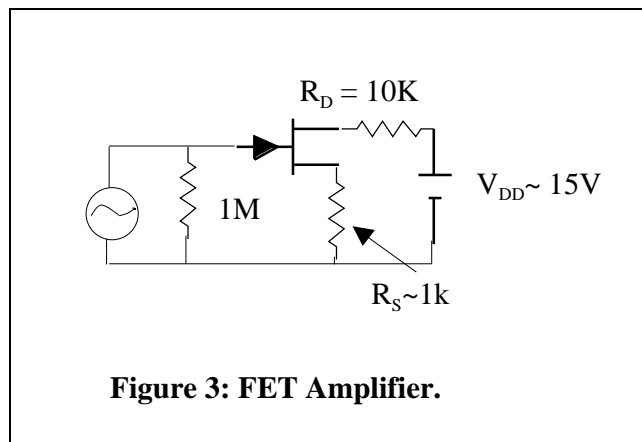 R_D = 10K
1M
V_DD~ 15V
R_S~1k
Figure 3: FET Amplifier.